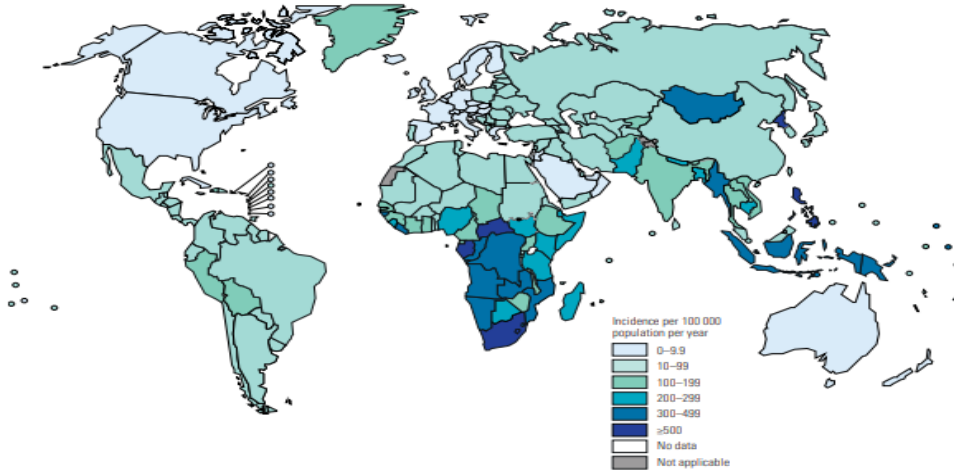 Incidence per 100 000
population per year
0–9.9
10–99
100–199
200–299
300–499
≥500
No data
Not applicable